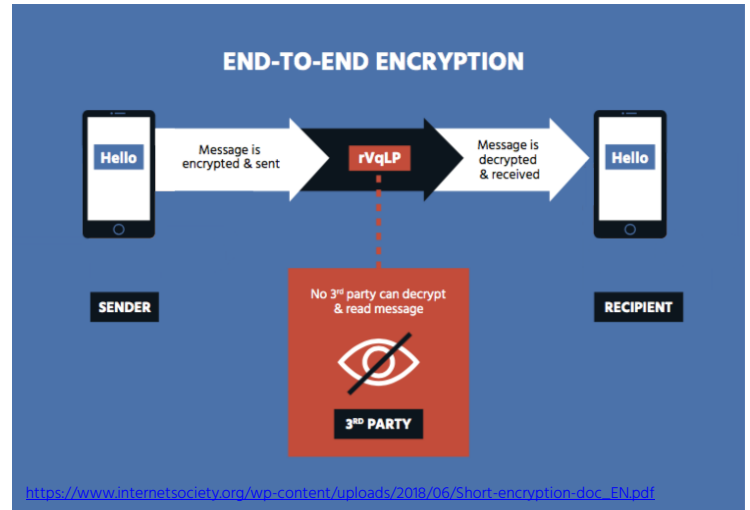 END-TO-END ENCRYPTION
Hello
Message is
encrypted & sent
rVqLP
Message is
decrypted
& received
Hello
SENDER
No 3rd party can decrypt
& read message
RECIPIENT
3RD PARTY
https://www.internetsociety.org/wp-content/uploads/2018/06/Short-encryption-doc_EN.pdf